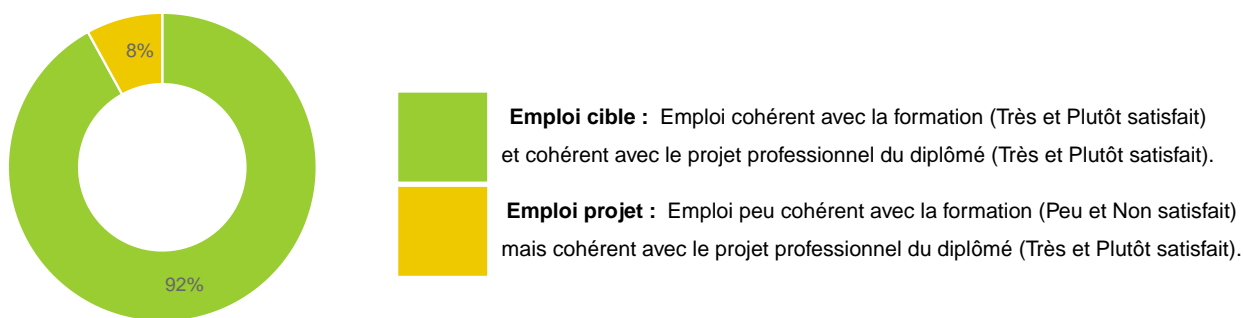 8%
Emploi cible : Emploi cohérent avec la formation (Très et Plutôt satisfait)
et cohérent avec le projet professionnel du diplômé (Très et Plutôt satisfait).
Emploi projet : Emploi peu cohérent avec la formation (Peu et Non satisfait)
mais cohérent avec le projet professionnel du diplômé (Très et Plutôt satisfait).
92%